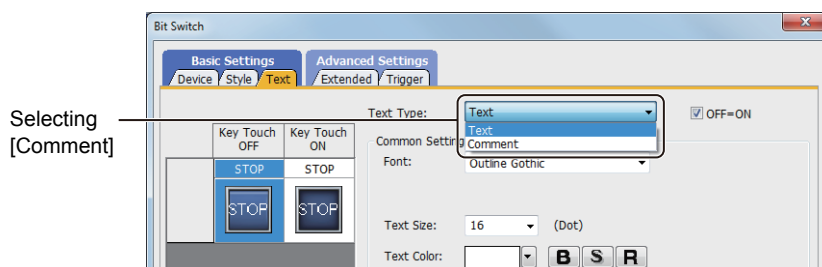 Bit Switch
Basic Settings Advanced Settings
Device Style Text Extended Trigger
Selecting
[Comment]
Text Type: Text OFF=ON
Text
Comment
Key Touch OFF Key Touch ON
Common Setting
STOP STOP
Font: Outline Gothic
STOP STOP
Text Size: 16 (Dot)
Text Color: B S R